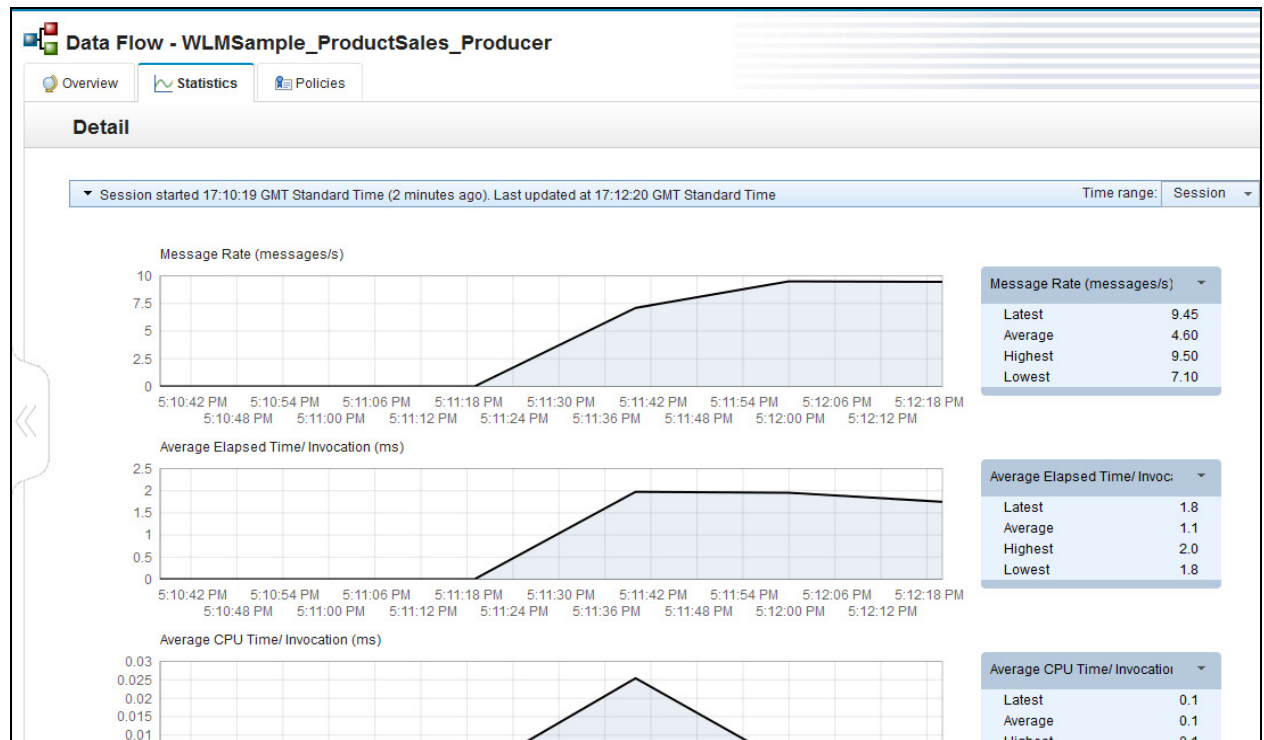 Data Flow - WLMSample_ProductSales_Producer
Overview Statistics Policies
Detail
Session started 17:10:19 GMT Standard Time (2 minutes ago). Last updated at 17:12:20 GMT Standard Time Time range: Session
Message Rate (messages/s)
10
7.5
5
2.5
0
5:10:42 PM 5:10:54 PM 5:11:06 PM 5:11:18 PM 5:11:30 PM 5:11:42 PM 5:11:54 PM 5:12:06 PM 5:12:18 PM
5:10:48 PM 5:11:00 PM 5:11:12 PM 5:11:24 PM 5:11:36 PM 5:11:48 PM 5:12:00 PM 5:12:12 PM
Message Rate (messages/s)
Latest 9.45
Average 4.60
Highest 9.50
Lowest 7.10
Average Elapsed Time/ Invocation (ms)
2.5
2
1.5
1
0.5
0
5:10:42 PM 5:10:54 PM 5:11:06 PM 5:11:18 PM 5:11:30 PM 5:11:42 PM 5:11:54 PM 5:12:06 PM 5:12:18 PM
5:10:48 PM 5:11:00 PM 5:11:12 PM 5:11:24 PM 5:11:36 PM 5:11:48 PM 5:12:00 PM 5:12:12 PM
Average Elapsed Time/ Invoc
Latest 1.8
Average 1.1
Highest 2.0
Lowest 1.8
Average CPU Time/ Invocation (ms)
0.03
0.025
0.02
0.015
0.01
Average CPU Time/ Invocatio
Latest 0.1
Average 0.1